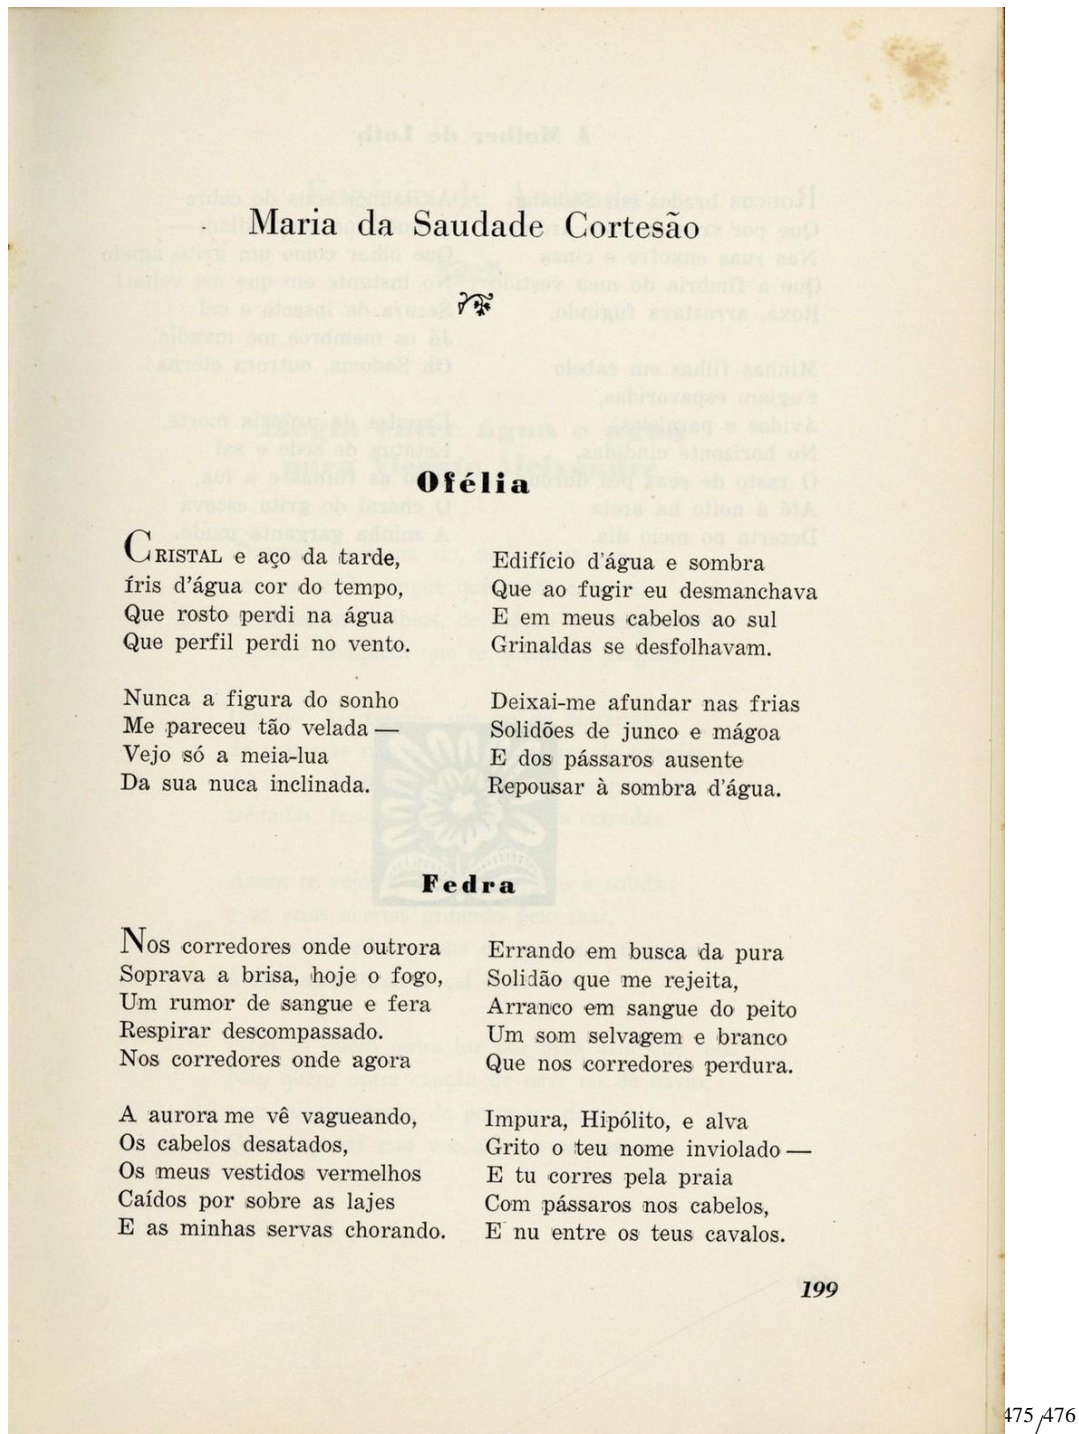 Maria da Saudade Cortesão
Ofélia
CRISTAL e aço da tarde,
íris d'água cor do tempo,
Que rosto perdi na água
Que perfil perdi no vento.
Nunca a figura do sonho
Me pareceu tão velada —
Vejo só a meia-lua
Da sua nuca inclinada.
Edifício d'água e sombra
Que ao fugir eu desmanchava
E em meus cabelos ao sul
Grinaldas se desfolhavam.
Deixai-me afundar nas frias
Solidões de junco e mágoa
E dos pássaros ausente
Repousar à sombra d'água.
Fedra
Nos corredores onde outrora
Soprava a brisa, hoje o fogo,
Um rumor de sangue e fera
Respirar descompassado.
Nos corredores onde agora
A aurora me vê vagueando,
Os cabelos desatados,
Os meus vestidos vermelhos
Caídos por sobre as lajes
E as minhas servas chorando.
Errando em busca da pura
Solidão que me rejeita,
Arranco em sangue do peito
Um som selvagem e branco
Que nos corredores perdura.
Impura, Hipólito, e alva
Grito o teu nome inviolado —
E tu corres pela praia
Com pássaros nos cabelos,
E nu entre os teus cavalos.
199
475/476